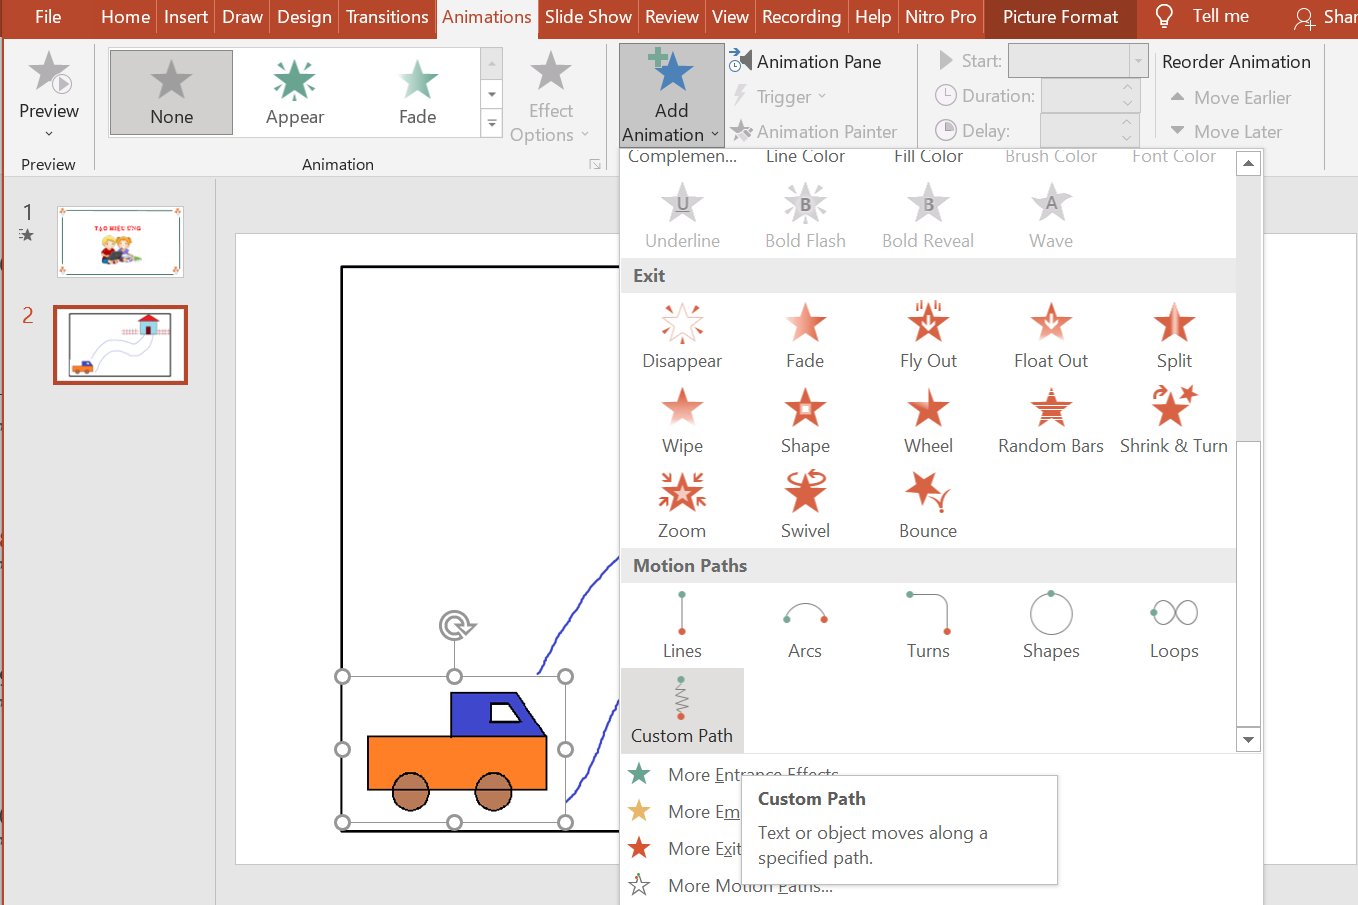 File Home Insert Draw Design Transitions Animations Slide Show Review View Recording Help Nitro Pro Picture Format Tell me Shar
Preview
None
Appear
Fade
Effect
Options
Add
Animation
Animation Pane
Trigger
Animation Painter
Start:
Duration:
Delay:
Reorder Animation
Move Earlier
Move Later
Preview
Animation
1
TẠO HIỆU ỨNG
2
Complemen... Line Color Fill Color Brush Color Font Color
U B B A
Underline Bold Flash Bold Reveal Wave
Exit
Disappear Fade Fly Out Float Out Split
Wipe Shape Wheel Random Bars Shrink & Turn
Zoom Swivel Bounce
Motion Paths
Lines Arcs Turns Shapes Loops
Custom Path
More Entrance Effects...
More Em
More Exit
More Motion Paths...
Custom Path
Text or object moves along a
specified path.